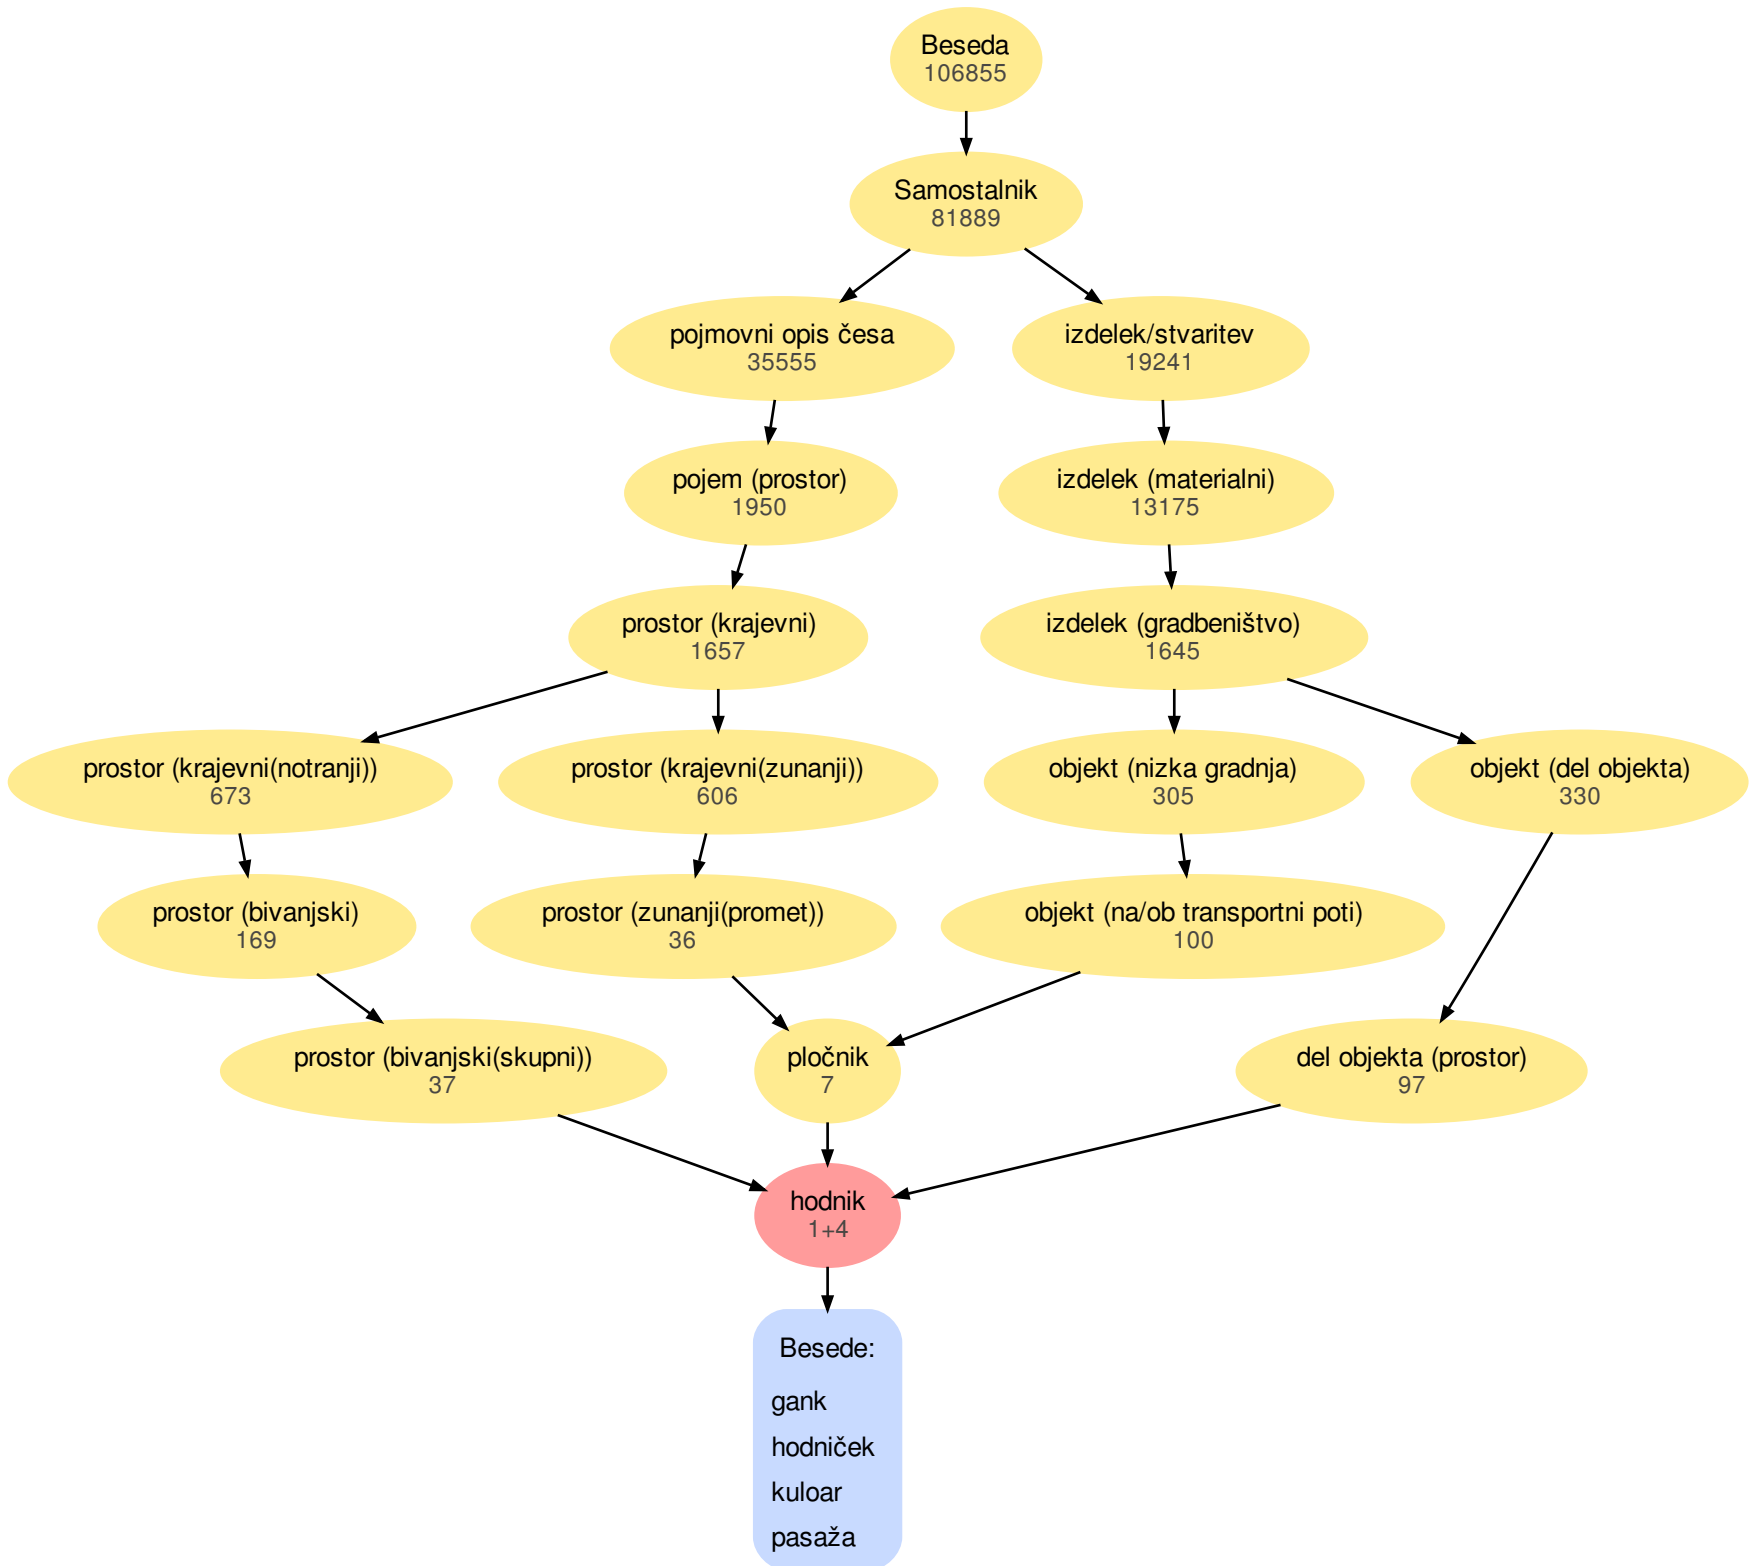 Beseda
106855
Samostalnik
81889
pojmovni opis česa
35555
izdelek/stvaritev
19241
pojem (prostor)
1950
izdelek (materialni)
13175
prostor (krajevni)
1657
izdelek (gradbeništvo)
1645
prostor (krajevni(notranji))
673
prostor (krajevni(zunanji))
606
objekt (nizka gradnja)
305
objekt (del objekta)
330
prostor (bivanjski)
169
prostor (zunanji(promet))
36
objekt (na/ob transportni poti)
100
prostor (bivanjski(skupni))
37
pločnik
7
del objekta (prostor)
97
hodnik
1+4
Besede:
gank
hodniček
kuloar
pasaža